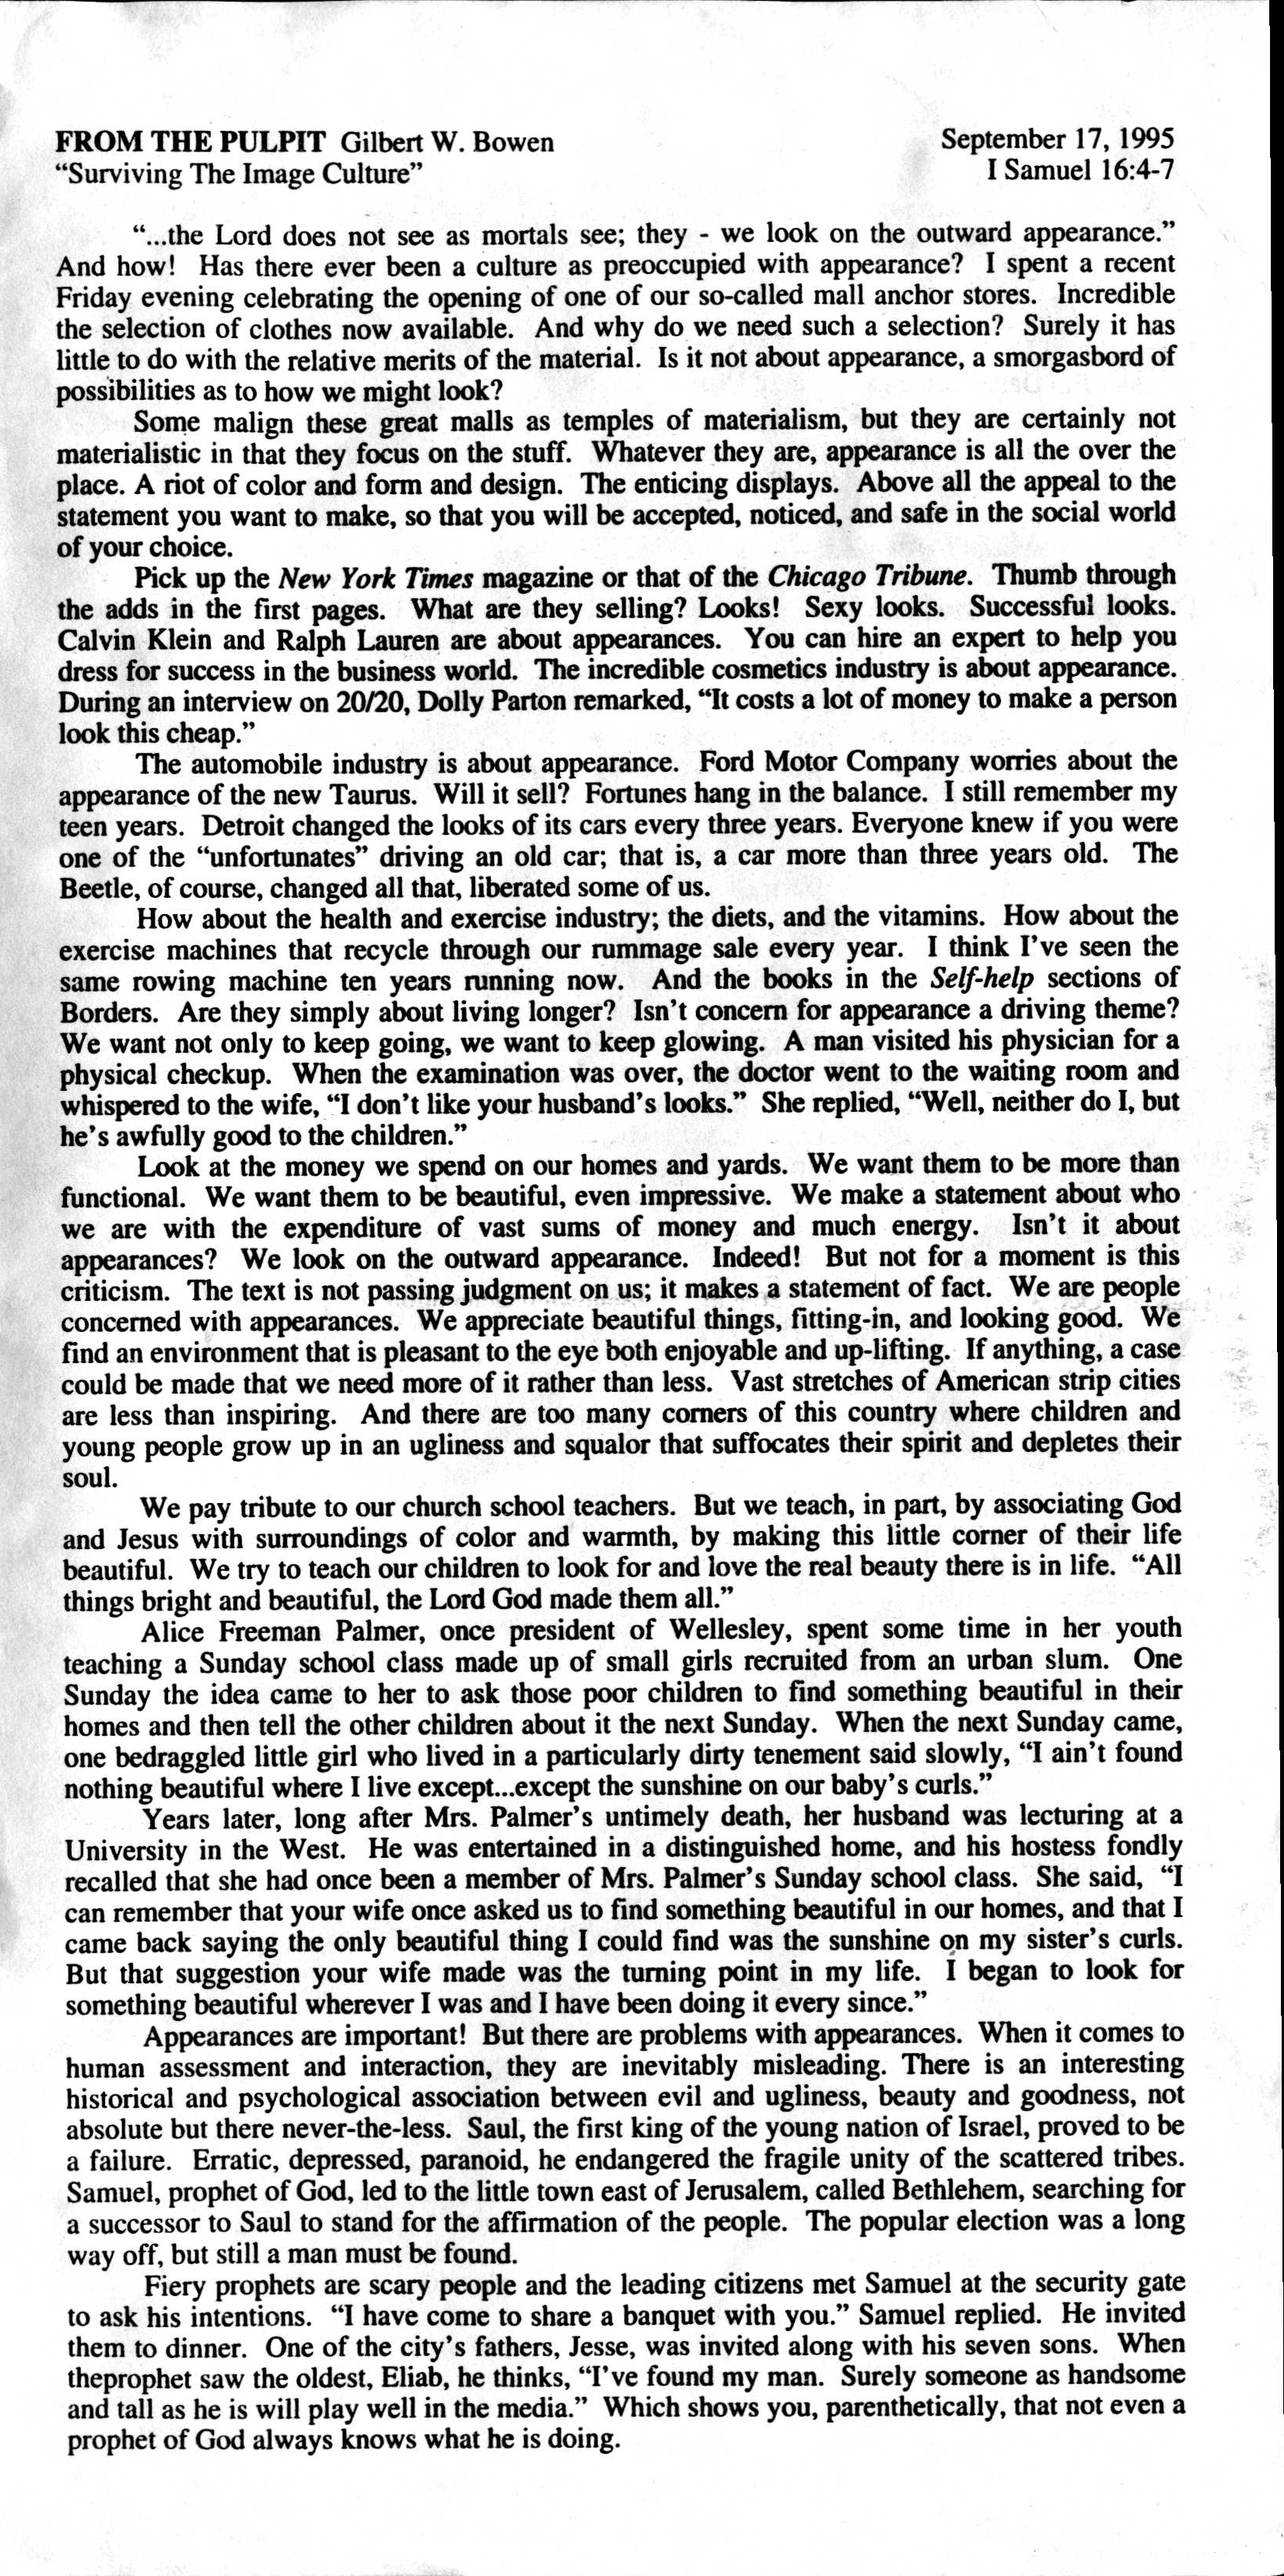 FROM THE PULPIT Gilbert W. Bowen September 17, 1995
“Surviving The Image Culture” I Samuel 16:4-7
“...the Lord does not see as mortals see; they - we look on the outward appearance.”
And how! Has there ever been a culture as preoccupied with appearance? I spent a recent
Friday evening celebrating the opening of one of our so-called mall anchor stores. Incredible
the selection of clothes now available. And why do we need such a selection? Surely it has
little to do with the relative merits of the material. Is it not about appearance, a smorgasbord of
possibilities as to how we might look?
Some malign these great malls as temples of materialism, but they are certainly not
materialistic in that they focus on the stuff. Whatever they are, appearance is all the over the
place. A riot of color and form and design. The enticing displays. Above all the appeal to the
statement you want to make, so that you will be accepted, noticed, and safe in the social world
of your choice.
Pick up the New York Times magazine or that of the Chicago Tribune. Thumb through
the adds in the first pages. What are they selling? Looks! Sexy looks. Successful looks.
Calvin Klein and Ralph Lauren are about appearances. You can hire an expert to help you
dress for success in the business world. The incredible cosmetics industry is about appearance.
During an interview on 20/20, Dolly Parton remarked, “It costs a lot of money to make a person
look this cheap.”
The automobile industry is about appearance. Ford Motor Company worries about the
appearance of the new Taurus. Will it sell? Fortunes hang in the balance. I still remember my
teen years. Detroit changed the looks of its cars every three years. Everyone knew if you were
one of the “unfortunates” driving an old car; that is, a car more than three years old. The
Beetle, of course, changed all that, liberated some of us.
How about the health and exercise industry; the diets, and the vitamins. How about the
exercise machines that recycle through our rummage sale every year. I think I’ve seen the
same rowing machine ten years running now. And the books in the Self-help sections of
Borders. Are they simply about living longer? Isn’t concern for appearance a driving theme?
We want not only to keep going, we want to keep glowing. A man visited his physician for a
physical checkup. When the examination was over, the doctor went to the waiting room and
whispered to the wife, “I don’t like your husband’s looks.” She replied, “Well, neither do I, but
he’s awfully good to the children.”
Look at the money we spend on our homes and yards. We want them to be more than
functional. We want them to be beautiful, even impressive. We make a statement about who
we are with the expenditure of vast sums of money and much energy. Isn’t it about
appearances? We look on the outward appearance. Indeed! But not for a moment is this
criticism. The text is not passing judgment on us; it makes a statement of fact. We are people
concerned with appearances. We appreciate beautiful things, fitting-in, and looking good. We
find an environment that is pleasant to the eye both enjoyable and up-lifting. If anything, a case
could be made that we need more of it rather than less. Vast stretches of American strip cities
are less than inspiring. And there are too many corners of this country where children and
young people grow up in an ugliness and squalor that suffocates their spirit and depletes their
soul.
We pay tribute to our church school teachers. But we teach, in part, by associating God
and Jesus with surroundings of color and warmth, by making this little corner of their life
beautiful. We try to teach our children to look for and love the real beauty there is in life. “All
things bright and beautiful, the Lord God made them all.”
Alice Freeman Palmer, once president of Wellesley, spent some time in her youth
teaching a Sunday school class made up of small girls recruited from an urban slum. One
Sunday the idea came to her to ask those poor children to find something beautiful in their
homes and then tell the other children about it the next Sunday. When the next Sunday came,
one bedraggled little girl who lived in a particularly dirty tenement said slowly, “I ain’t found
nothing beautiful where I live except...except the sunshine on our baby’s curls.”
Years later, long after Mrs. Palmer’s untimely death, her husband was lecturing at a
University in the West. He was entertained in a distinguished home, and his hostess fondly
recalled that she had once been a member of Mrs. Palmer’s Sunday school class. She said, “I
can remember that your wife once asked us to find something beautiful in our homes, and that I
came back saying the only beautiful thing I could find was the sunshine on my sister’s curls.
But that suggestion your wife made was the turning point in my life. I began to look for
something beautiful wherever I was and I have been doing it every since.”
Appearances are important! But there are problems with appearances. When it comes to
human assessment and interaction, they are inevitably misleading. There is an interesting
historical and psychological association between evil and ugliness, beauty and goodness, not
absolute but there never-the-less. Saul, the first king of the young nation of Israel, proved to be
a failure. Erratic, depressed, paranoid, he endangered the fragile unity of the scattered tribes.
Samuel, prophet of God, led to the little town east of Jerusalem, called Bethlehem, searching for
a successor to Saul to stand for the affirmation of the people. The popular election was a long
way off, but still a man must be found.
Fiery prophets are scary people and the leading citizens met Samuel at the security gate
to ask his intentions. “I have come to share a banquet with you.” Samuel replied. He invited
them to dinner. One of the city’s fathers, Jesse, was invited along with his seven sons. When
theprophet saw the oldest, Eliab, he thinks, “I’ve found my man. Surely someone as handsome
and tall as he is will play well in the media.” Which shows you, parenthetically, that not even a
prophet of God always knows what he is doing.